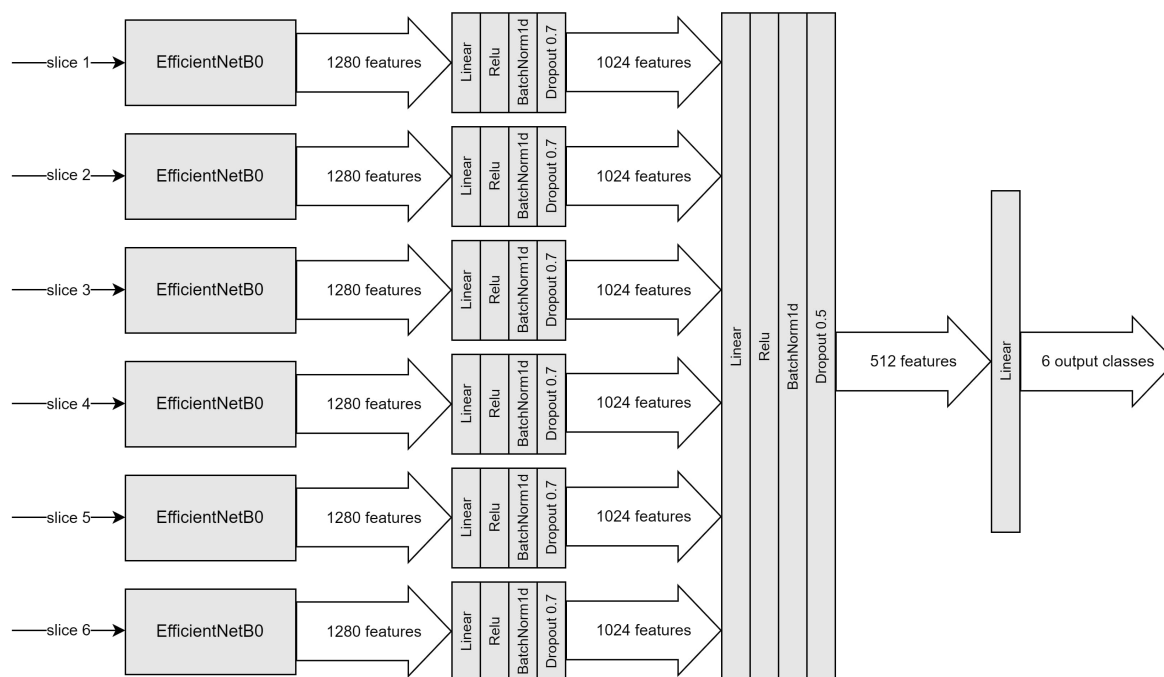 slice 1
EfficientNetB0
1280 features
Linear
Relu
BatchNorm1d
Dropout 0.7
1024 features
slice 2
EfficientNetB0
1280 features
Linear
Relu
BatchNorm1d
Dropout 0.7
1024 features
slice 3
EfficientNetB0
1280 features
Linear
Relu
BatchNorm1d
Dropout 0.7
1024 features
slice 4
EfficientNetB0
1280 features
Linear
Relu
BatchNorm1d
Dropout 0.7
1024 features
slice 5
EfficientNetB0
1280 features
Linear
Relu
BatchNorm1d
Dropout 0.7
1024 features
slice 6
EfficientNetB0
1280 features
Linear
Relu
BatchNorm1d
Dropout 0.7
1024 features
Linear
Relu
BatchNorm1d
Dropout 0.5
512 features
Linear
6 output classes